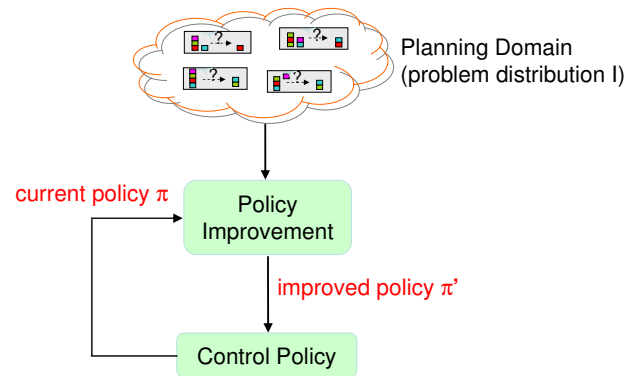 ?
?
?
?
Planning Domain
(problem distribution I)
current policy π
Policy
Improvement
improved policy π'
Control Policy